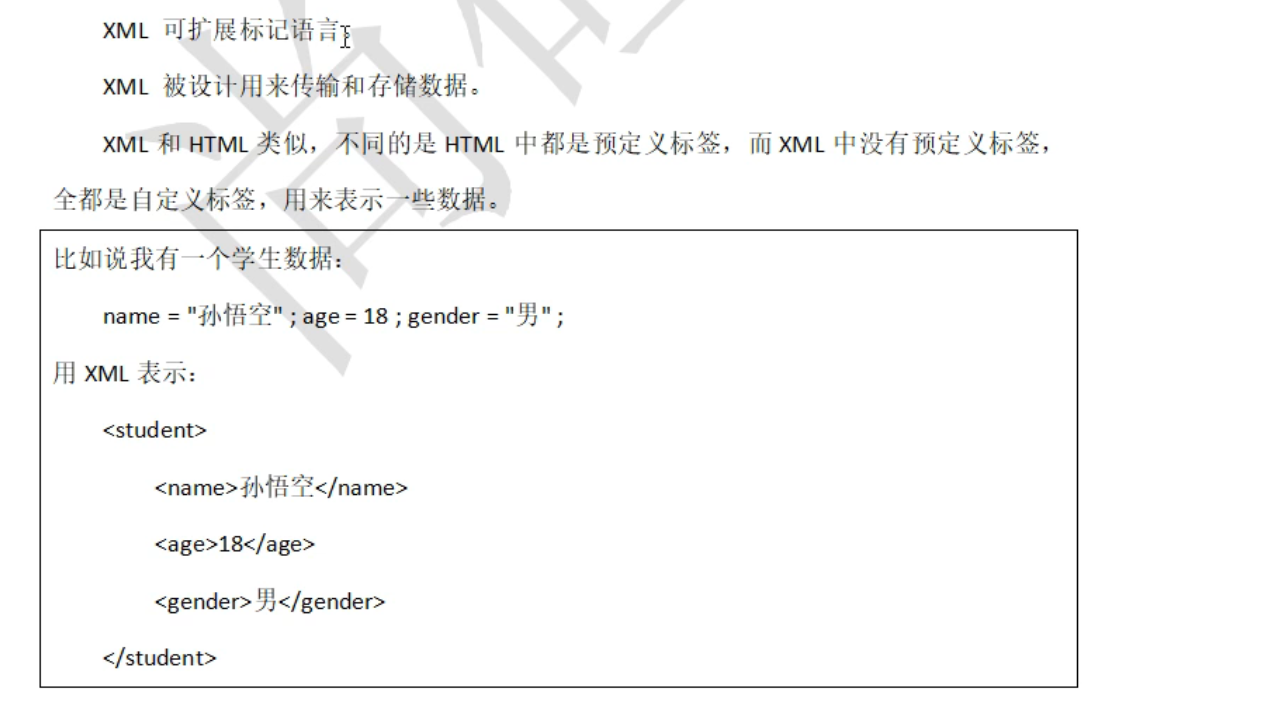 XML 可扩展标记语言。
XML 被设计用来传输和存储数据。
XML 和 HTML 类似，不同的是 HTML 中都是预定义标签，而 XML 中没有预定义标签，
全都是自定义标签，用来表示一些数据。
比如说我有一个学生数据：
name = "孙悟空" ; age = 18 ; gender = "男" ;
用 XML 表示：
<student>
<name>孙悟空</name>
<age>18</age>
<gender>男</gender>
</student>